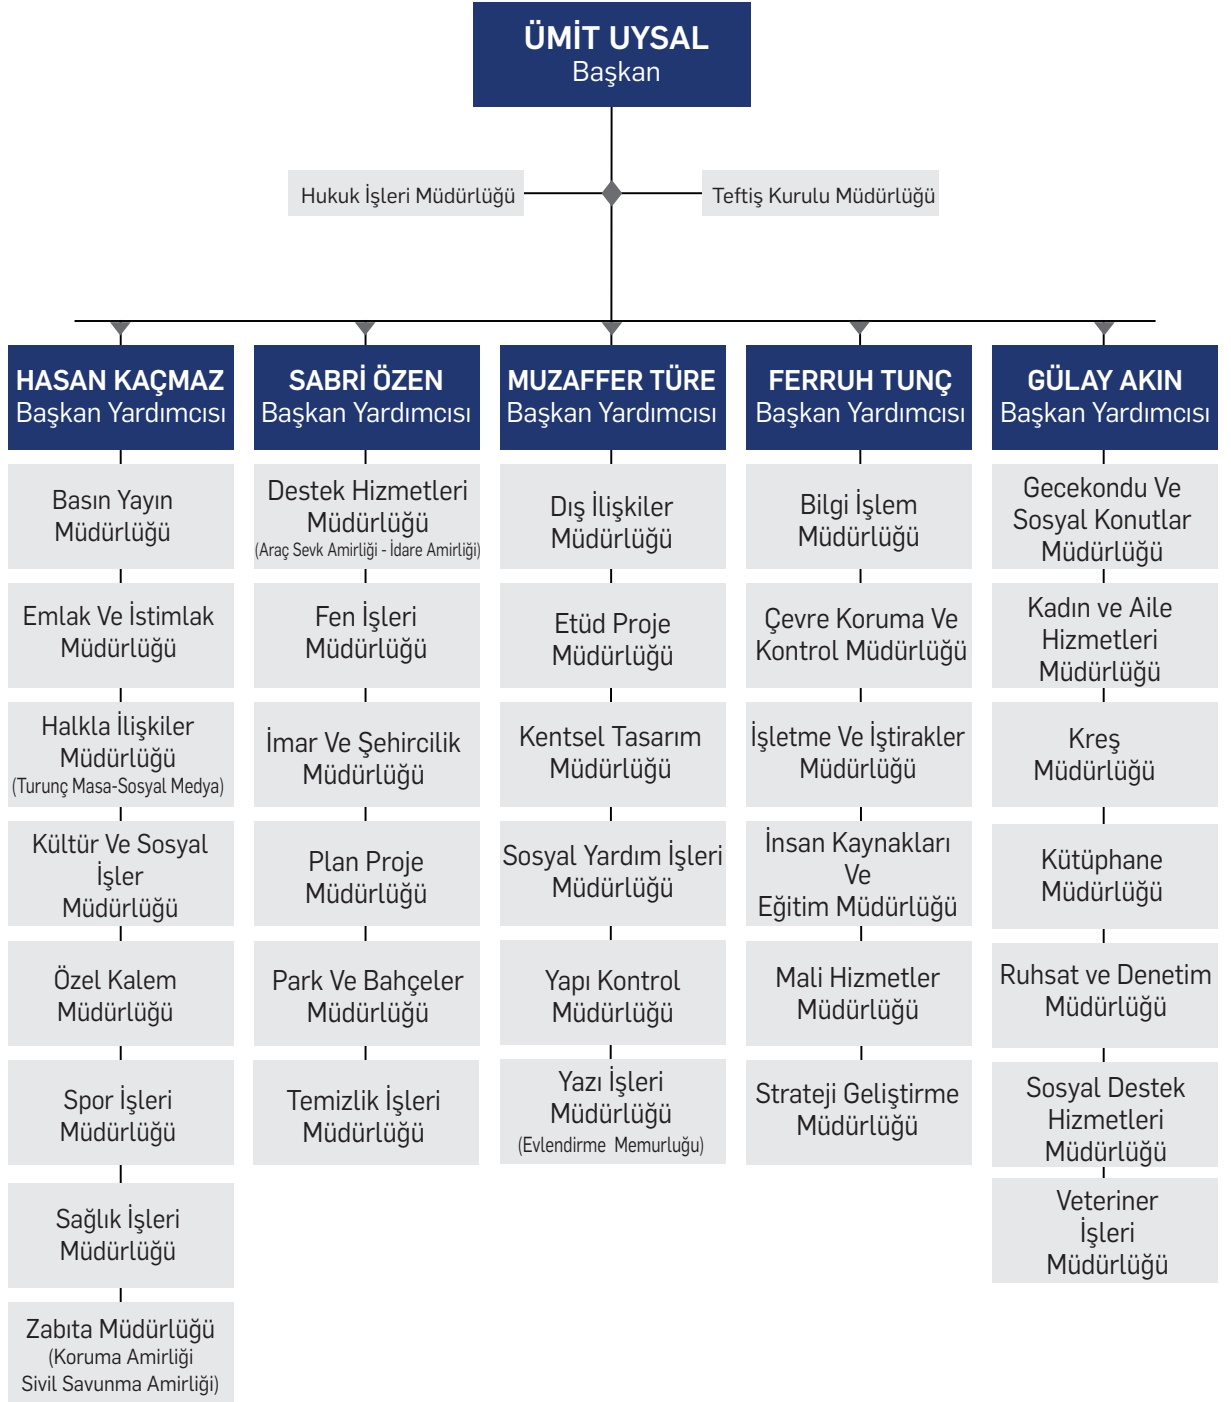 ÜMİT UYSAL
Başkan
Hukuk İşleri Müdürlüğü
Teftiş Kurulu Müdürlüğü
HASAN KAÇMAZ
Başkan Yardımcısı
Basın Yayın
Müdürlüğü
Emlak Ve İstimlak
Müdürlüğü
Halkla İlişkiler
Müdürlüğü
(Turunç Masa-Sosyal Medya)
Kültür Ve Sosyal
İşler
Müdürlüğü
Özel Kalem
Müdürlüğü
Spor İşleri
Müdürlüğü
Sağlık İşleri
Müdürlüğü
Zabıta Müdürlüğü
(Koruma Amirliği
Sivil Savunma Amirliği)
SABRİ ÖZEN
Başkan Yardımcısı
Destek Hizmetleri
Müdürlüğü
(Araç Sevk Amirliği - İdare Amirliği)
Fen İşleri
Müdürlüğü
İmar Ve Şehircilik
Müdürlüğü
Plan Proje
Müdürlüğü
Park Ve Bahçeler
Müdürlüğü
Temizlik İşleri
Müdürlüğü
MUZAFFER TÜRE
Başkan Yardımcısı
Dış İlişkiler
Müdürlüğü
Etüd Proje
Müdürlüğü
Kentsel Tasarım
Müdürlüğü
Sosyal Yardım İşleri
Müdürlüğü
Yapı Kontrol
Müdürlüğü
Yazı İşleri
Müdürlüğü
(Evlendirme Memurluğu)
FERRUH TUNÇ
Başkan Yardımcısı
Bilgi İşlem
Müdürlüğü
Çevre Koruma Ve
Kontrol Müdürlüğü
İşletme Ve İştirakler
Müdürlüğü
İnsan Kaynakları
Ve
Eğitim Müdürlüğü
Mali Hizmetler
Müdürlüğü
Strateji Geliştirme
Müdürlüğü
GÜLAY AKIN
Başkan Yardımcısı
Gecekondu Ve
Sosyal Konutlar
Müdürlüğü
Kadın ve Aile
Hizmetleri
Müdürlüğü
Kreş
Müdürlüğü
Kütüphane
Müdürlüğü
Ruhsat ve Denetim
Müdürlüğü
Sosyal Destek
Hizmetleri
Müdürlüğü
Veteriner
İşleri
Müdürlüğü